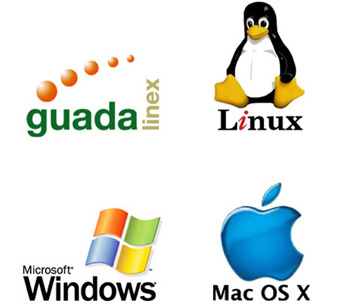 guada
linex
Linux
Microsoft®
Windows®
Mac OS X